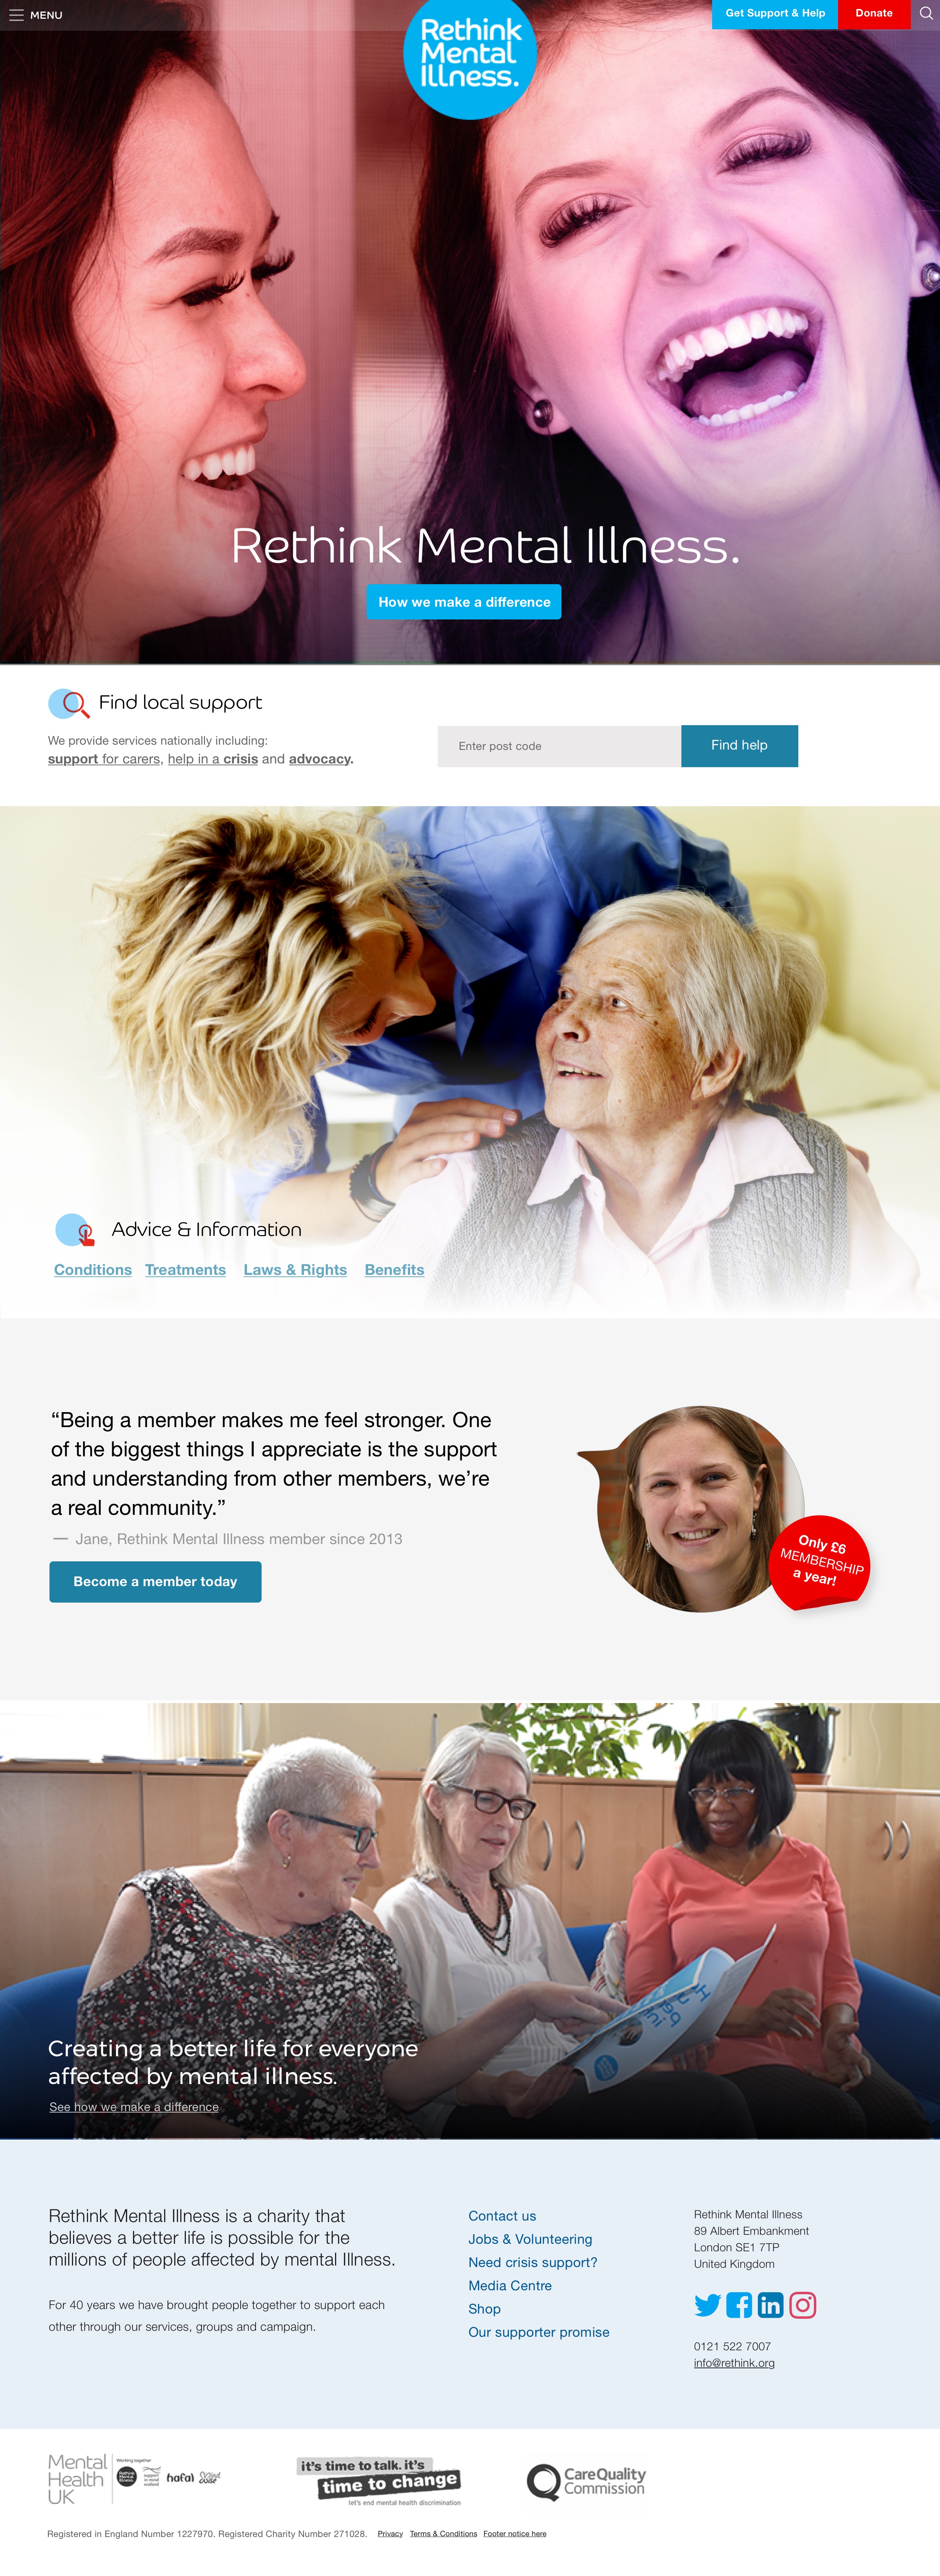 MENU
Rethink
Mental
Illness.
Get Support & Help
Donate
Rethink Mental Illness.
How we make a difference
Find local support
We provide services nationally including:
support for carers, help in a crisis and advocacy.
Enter post code
Find help
Advice & Information
Conditions Treatments Laws & Rights Benefits
“Being a member makes me feel stronger. One
of the biggest things I appreciate is the support
and understanding from other members, we’re
a real community.”
— Jane, Rethink Mental Illness member since 2013
Become a member today
Only £6
MEMBERSHIP
a year!
Creating a better life for everyone
affected by mental illness.
See how we make a difference
Rethink Mental Illness is a charity that
believes a better life is possible for the
millions of people affected by mental Illness.
For 40 years we have brought people together to support each
other through our services, groups and campaign.
Contact us
Jobs & Volunteering
Need crisis support?
Media Centre
Shop
Our supporter promise
Rethink Mental Illness
89 Albert Embankment
London SE1 7TP
United Kingdom
in
0121 522 7007
info@rethink.org
Mental
Health
UK
Working together
Rethink
Mental
Illness.
hafal
it’s time to talk. it’s
time to change
let’s end mental health discrimination
CareQuality
Commission
Registered in England Number 1227970. Registered Charity Number 271028. Privacy Terms & Conditions Footer notice here